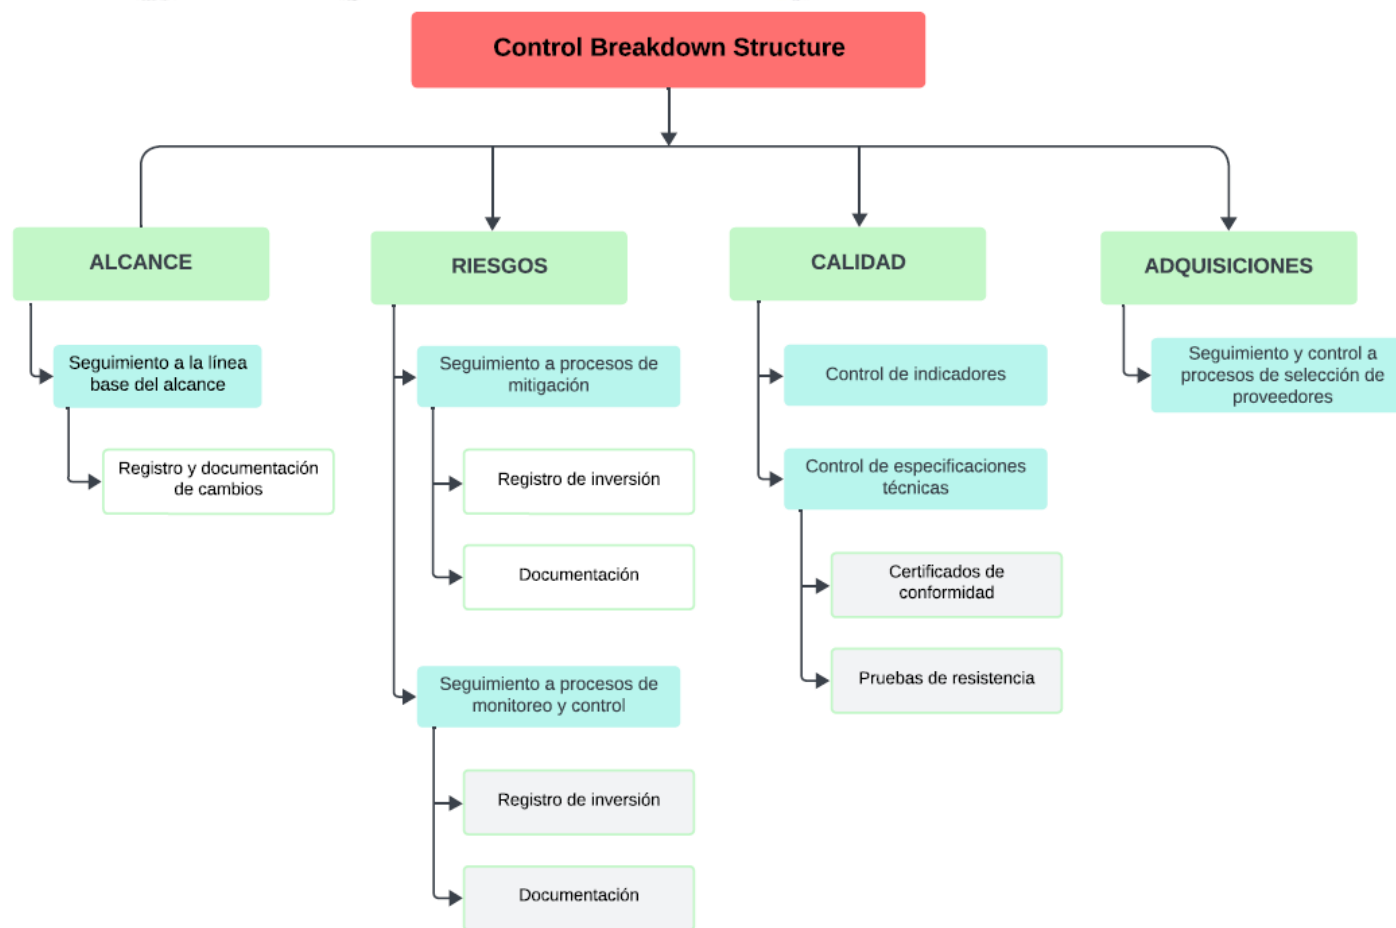 Control Breakdown Structure
ALCANCE
Seguimiento a la línea
base del alcance
Registro y documentación
de cambios
RIESGOS
Seguimiento a procesos de
mitigación
Registro de inversión
Documentación
Seguimiento a procesos de
monitoreo y control
Registro de inversión
Documentación
CALIDAD
Control de indicadores
Control de especificaciones
técnicas
Certificados de
conformidad
Pruebas de resistencia
ADQUISICIONES
Seguimiento y control a
procesos de selección de
proveedores